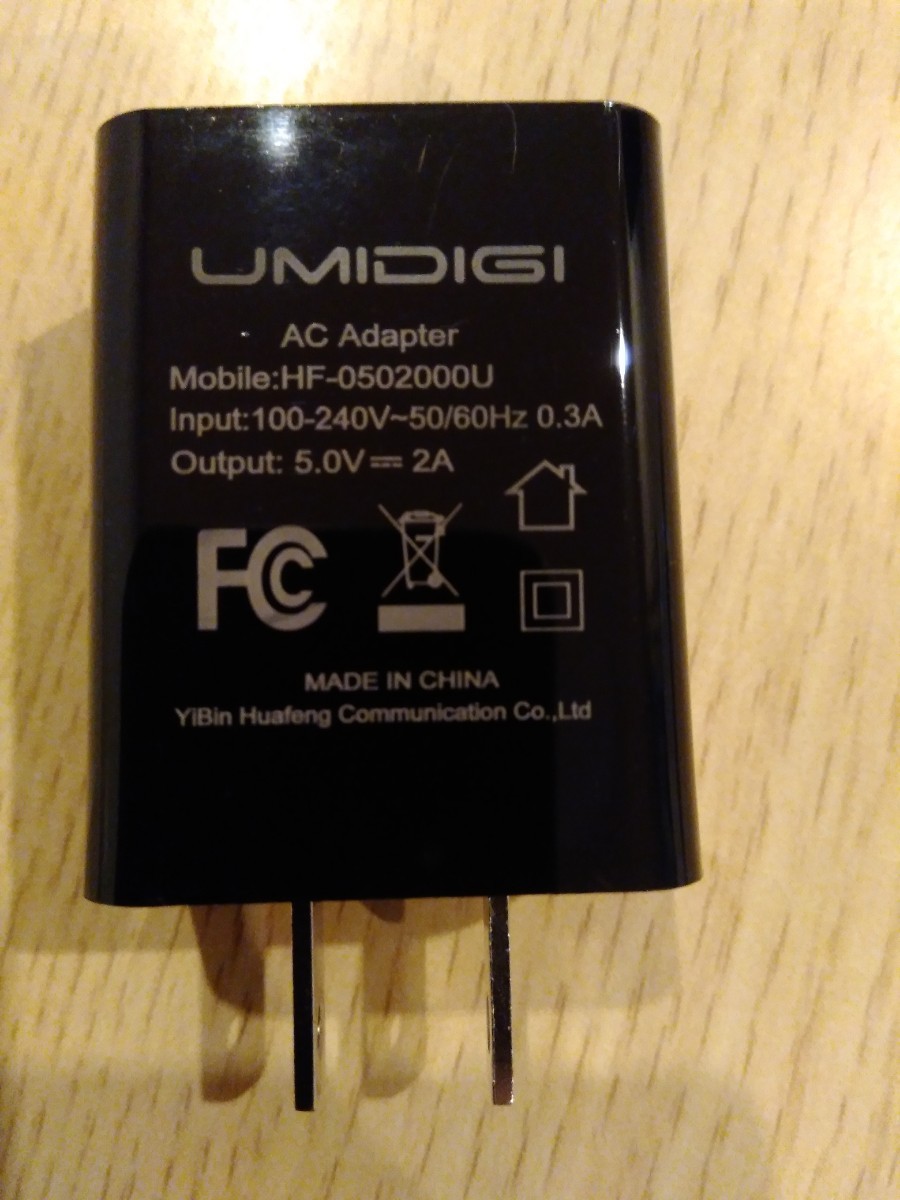 UMIDIGI
AC Adapter
Mobile:HF-0502000U
Input:100-240V~50/60Hz 0.3A
Output: 5.0V⎓ 2A
FC
MADE IN CHINA
YiBin Huafeng Communication Co.,Ltd